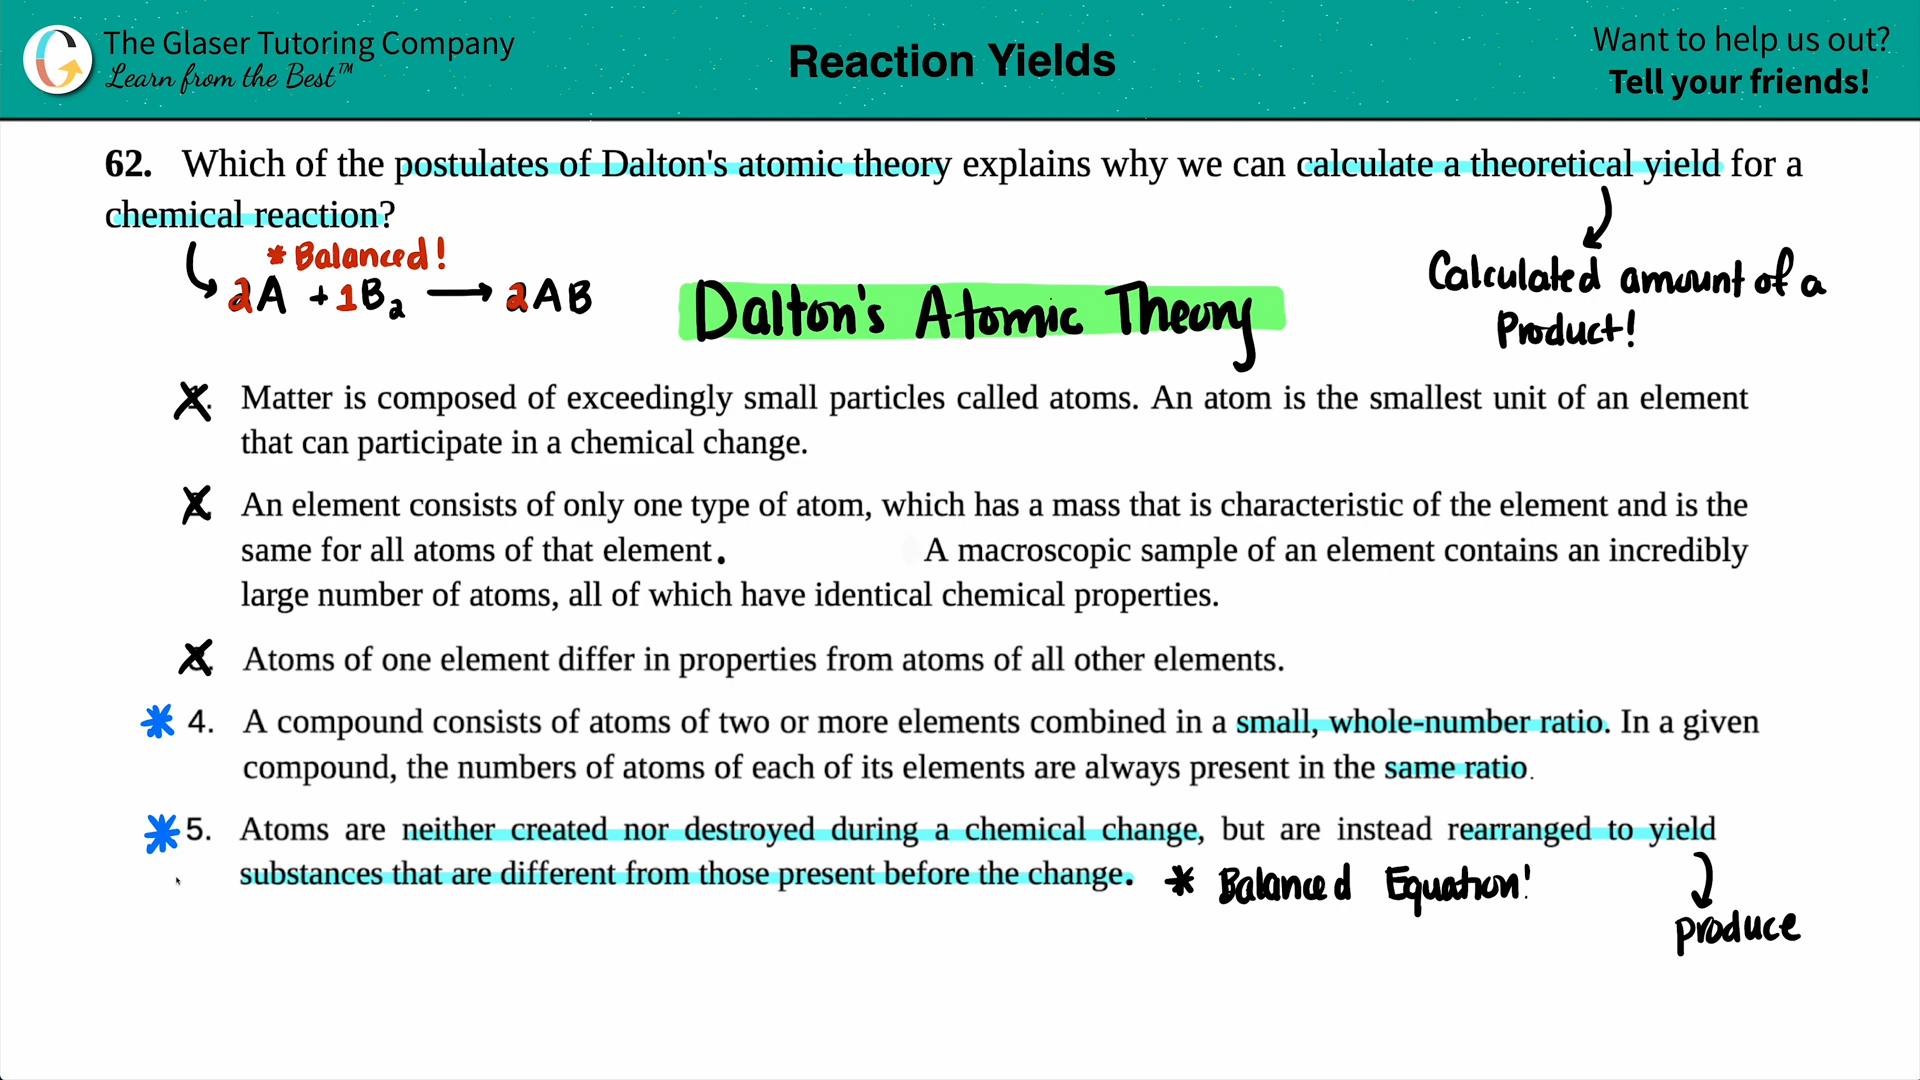 The Glaser Tutoring Company
Learn from the Best™
Reaction Yields
Want to help us out?
Tell your friends!
62. Which of the postulates of Dalton's atomic theory explains why we can calculate a theoretical yield for a
chemical reaction?
* Balanced!
2A + 1B₂ → 2AB
Dalton's Atomic Theory
Calculated amount of a
Product!
Matter is composed of exceedingly small particles called atoms. An atom is the smallest unit of an element
that can participate in a chemical change.
An element consists of only one type of atom, which has a mass that is characteristic of the element and is the
same for all atoms of that element. A macroscopic sample of an element contains an incredibly
large number of atoms, all of which have identical chemical properties.
Atoms of one element differ in properties from atoms of all other elements.
* 4. A compound consists of atoms of two or more elements combined in a small, whole-number ratio. In a given
compound, the numbers of atoms of each of its elements are always present in the same ratio.
* 5. Atoms are neither created nor destroyed during a chemical change, but are instead rearranged to yield
substances that are different from those present before the change. * Balanced Equation!
produce